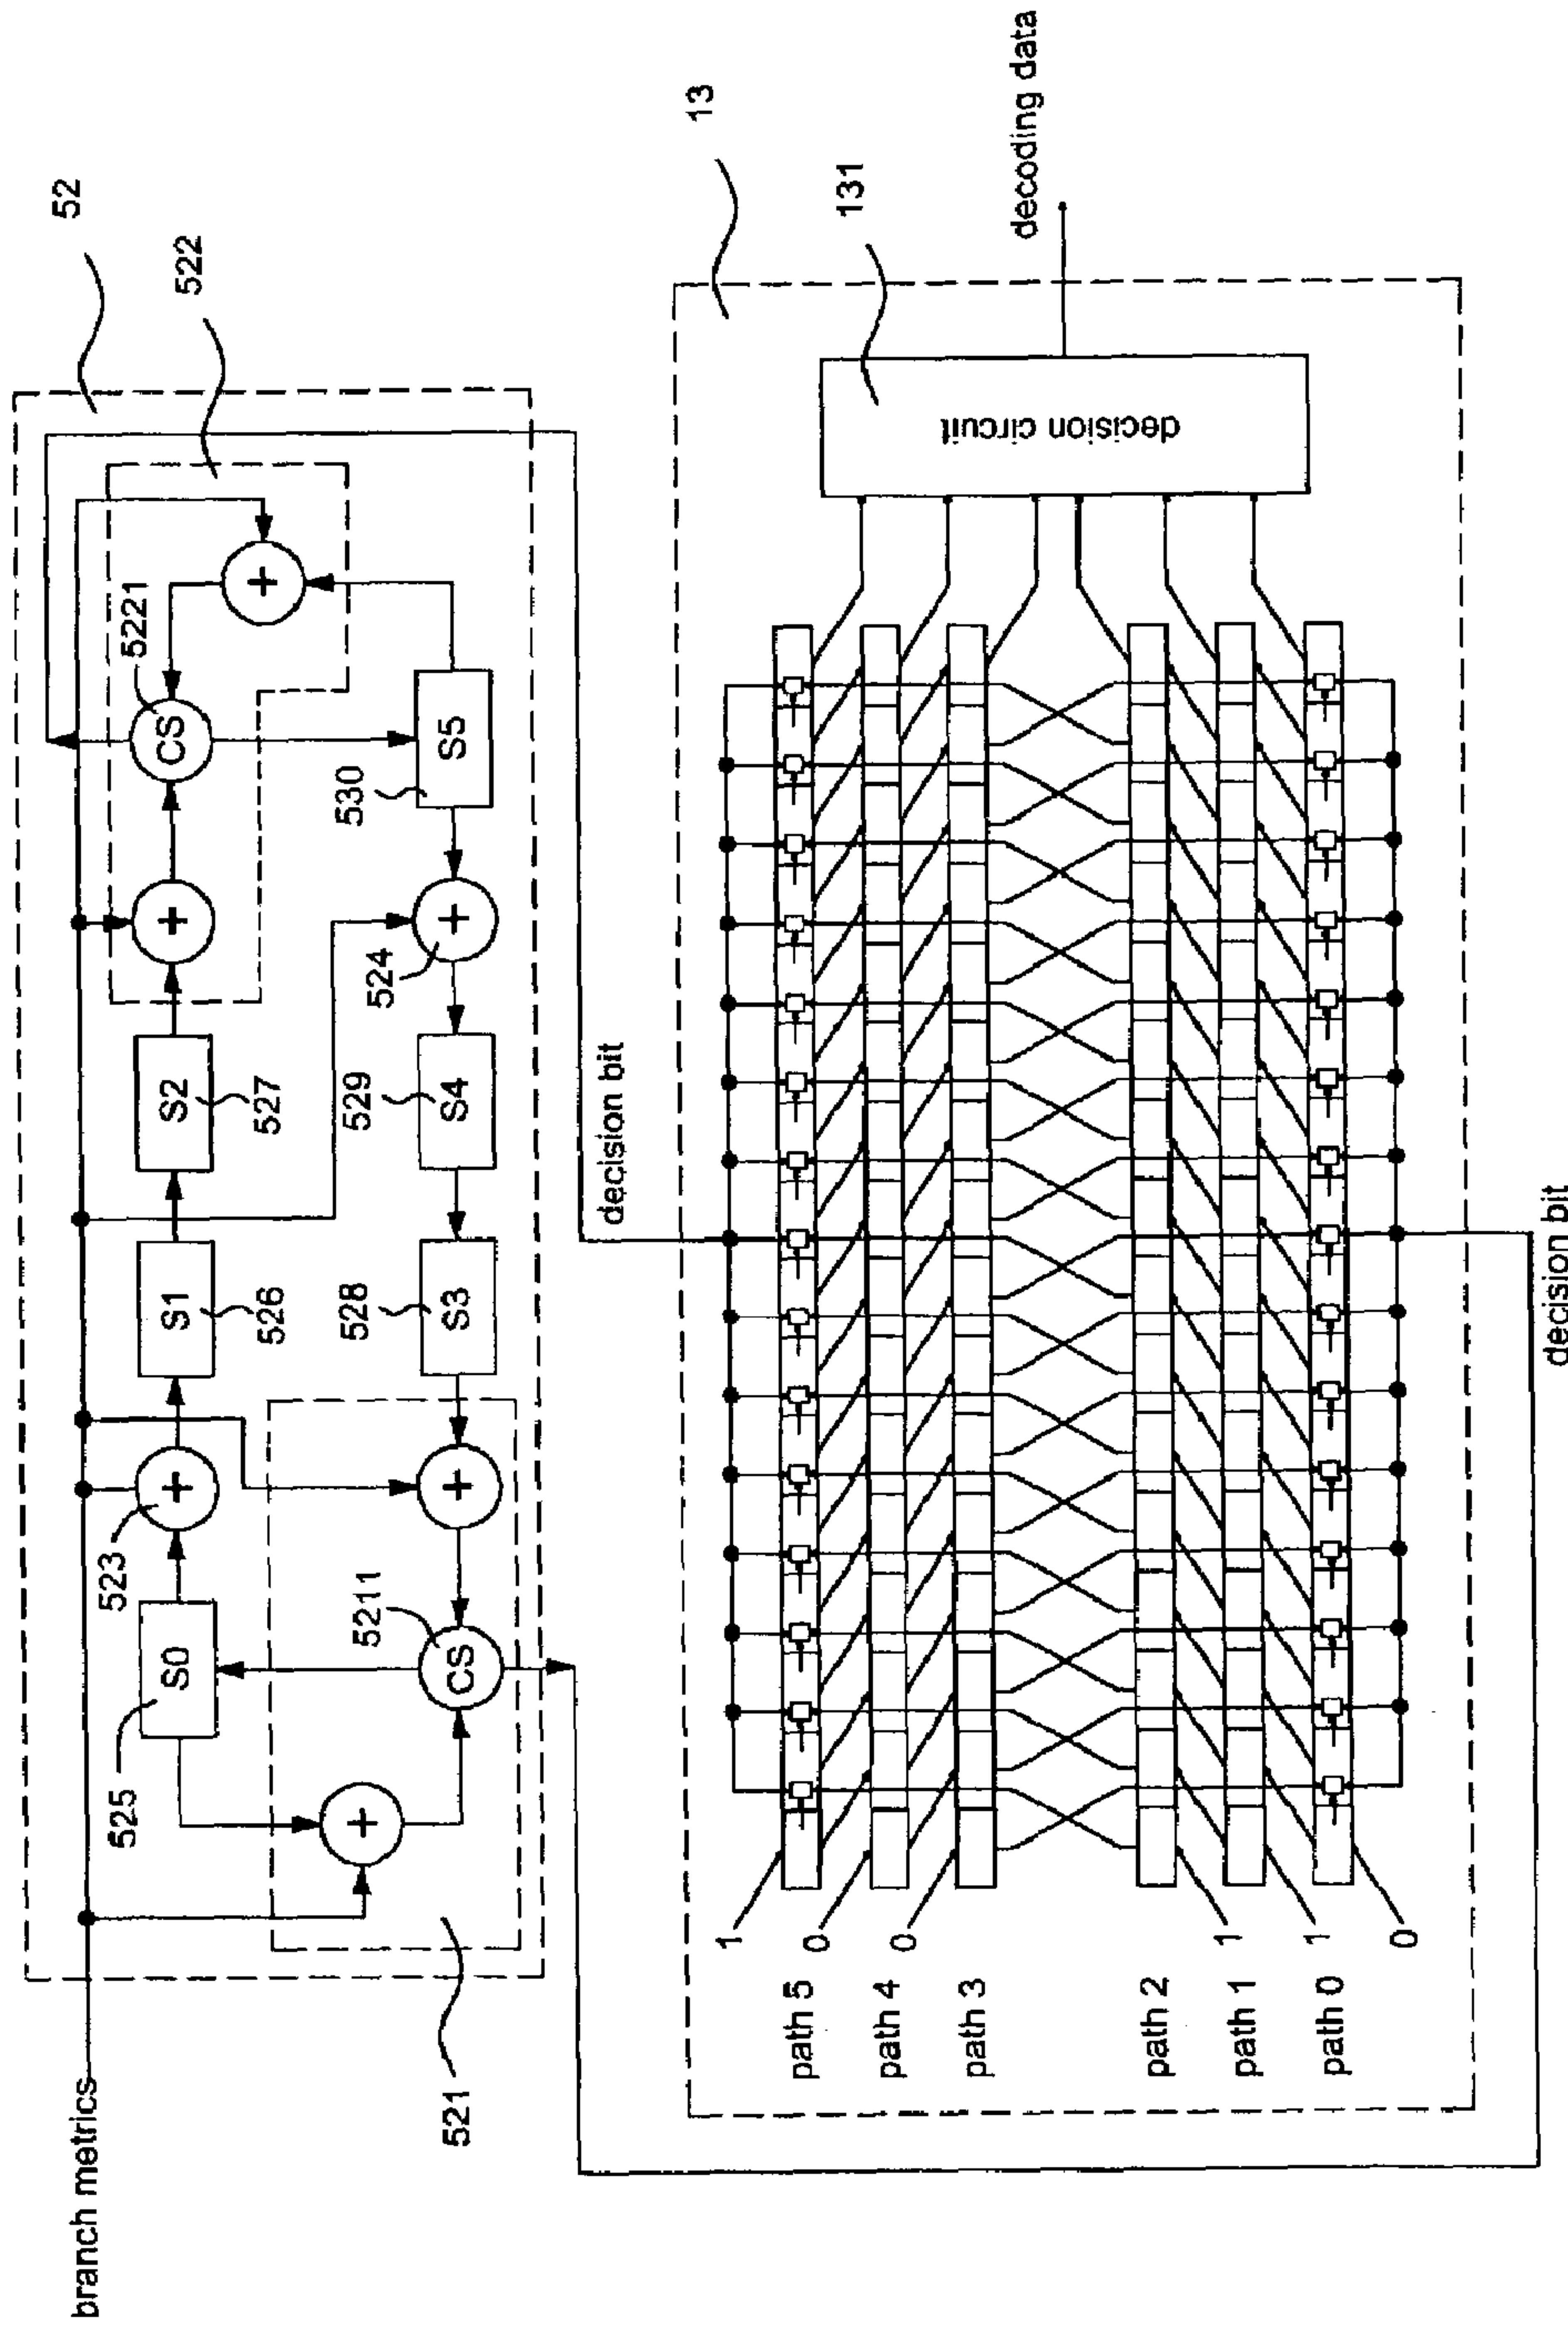 branch metrics
52
522
5221
CS
+
+
S5
530
S2
527
+
524
S4
529
S1
526
S3
528
+
523
+
S0
525
CS
5211
+
521
decision bit
13
131
decision circuit
decoding data
path 5
1
path 4
0
path 3
0
path 2
1
path 1
1
path 0
0
decision bit